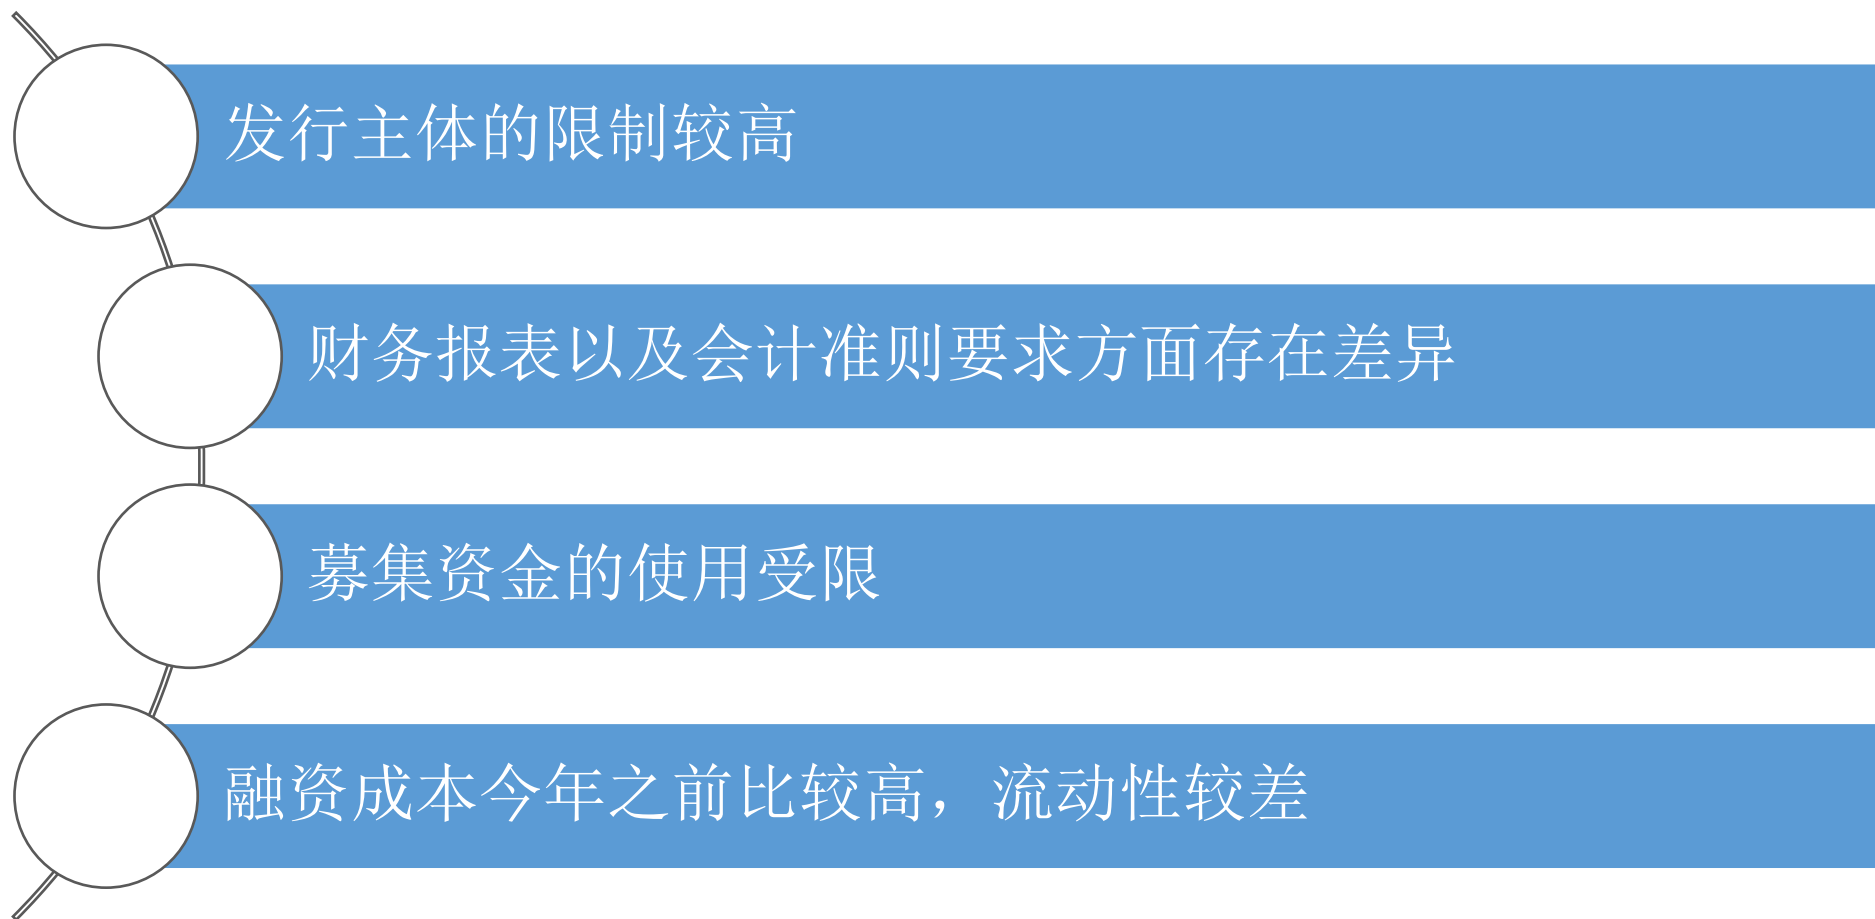 发行主体的限制较高
财务报表以及会计准则要求方面存在差异
募集资金的使用受限
融资成本今年之前比较高，流动性较差